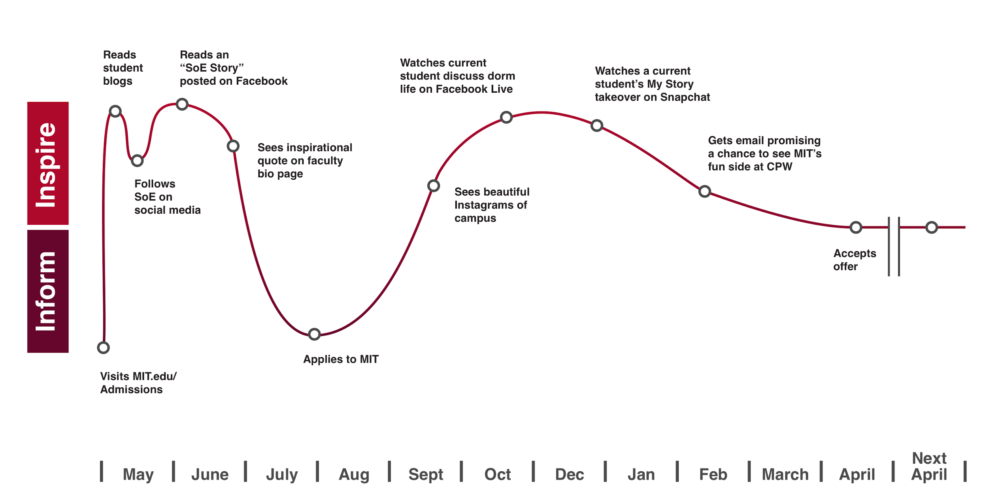 Reads
student
blogs
Reads an
“SoE Story”
posted on Facebook
Watches current
student discuss dorm
life on Facebook Live
Watches a current
student’s My Story
takeover on Snapchat
Inspire
Sees inspirational
quote on faculty
bio page
Gets email promising
a chance to see MIT’s
fun side at CPW
Follows
SoE on
social media
Sees beautiful
Instagrams of
campus
Inform
Accepts
offer
Applies to MIT
Visits MIT.edu/
Admissions
May
June
July
Aug
Sept
Oct
Dec
Jan
Feb
March
April
Next
April